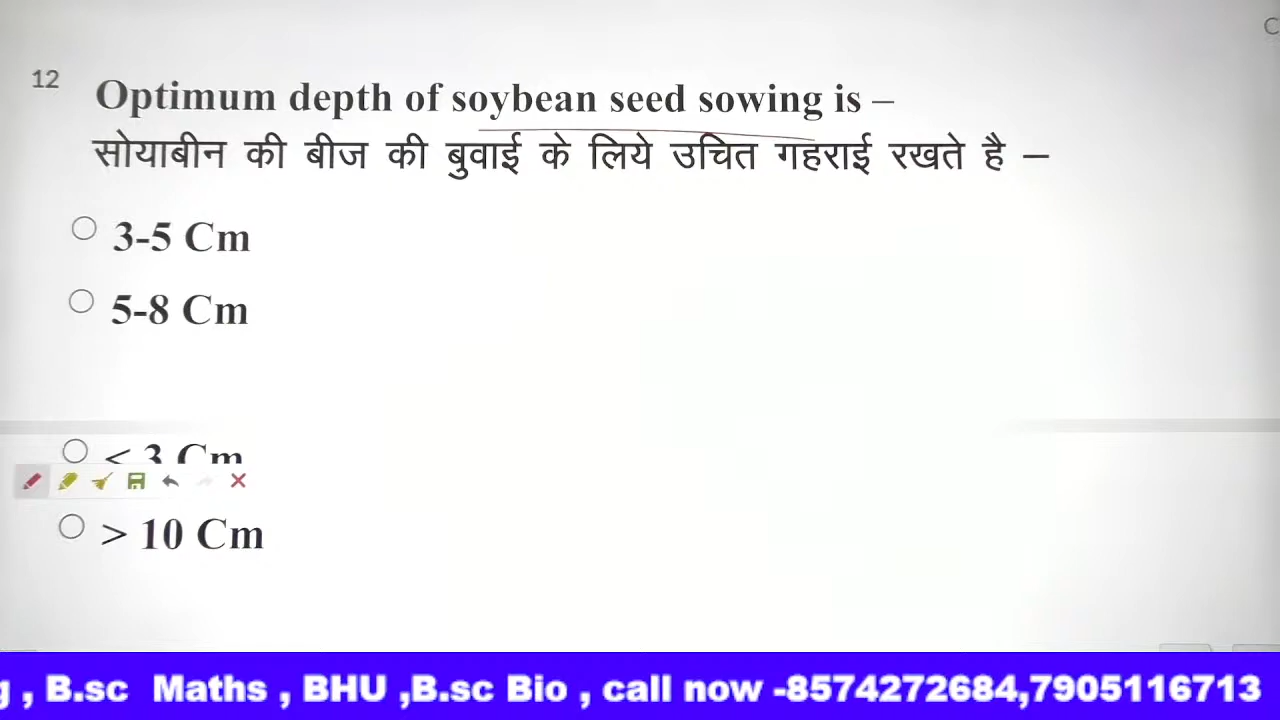 C
12
Optimum depth of soybean seed sowing is –
सोयाबीन की बीज की बुवाई के लिये उचित गहराई रखते है –
3-5 Cm
5-8 Cm
< 3 Cm
> 10 Cm
g , B.sc Maths , BHU ,B.sc Bio , call now -8574272684,7905116713